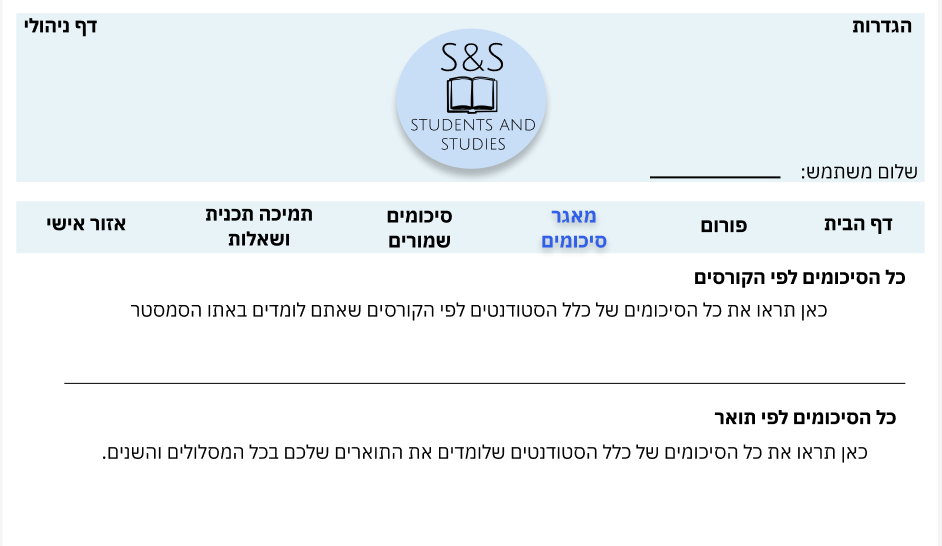 הגדרות
דף ניהולי
S&S
STUDENTS AND
STUDIES
שלום משתמש:
דף הבית
פורום
מאגר
סיכומים
סיכומים
שמורים
תמיכה תכנית
ושאלות
אזור אישי
כל הסיכומים לפי הקורסים
כאן תראו את כל הסיכומים של כלל הסטודנטים לפי הקורסים שאתם לומדים באתו הסמסטר
כל הסיכומים לפי תואר
כאן תראו את כל הסיכומים של כלל הסטודנטים שלומדים את התוארים שלכם בכל המסלולים והשנים.